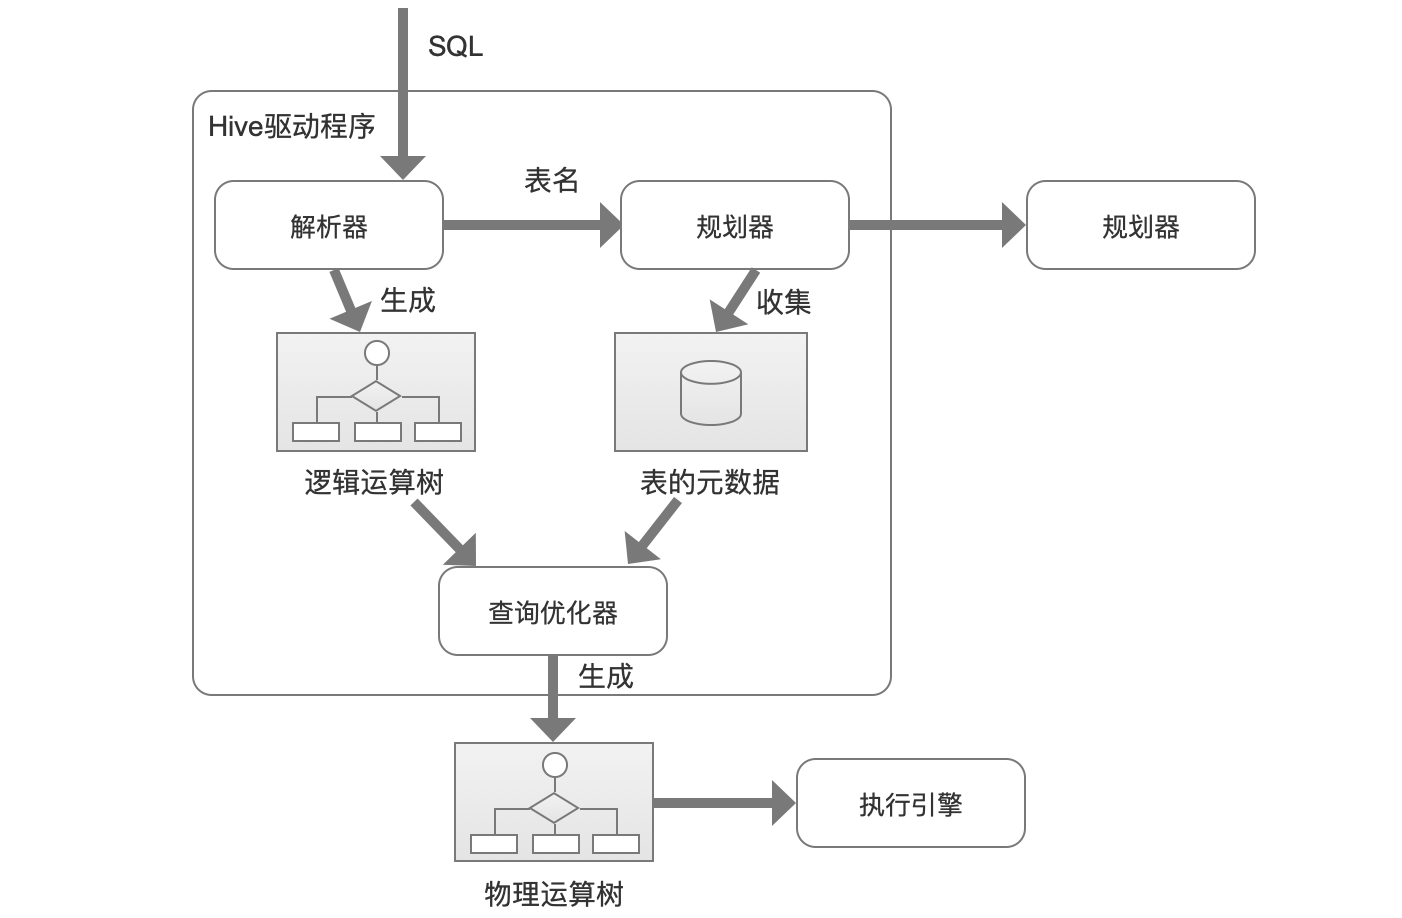 SQL
Hive驱动程序
表名
解析器
规划器
规划器
生成
收集
逻辑运算树
表的元数据
查询优化器
生成
执行引擎
物理运算树